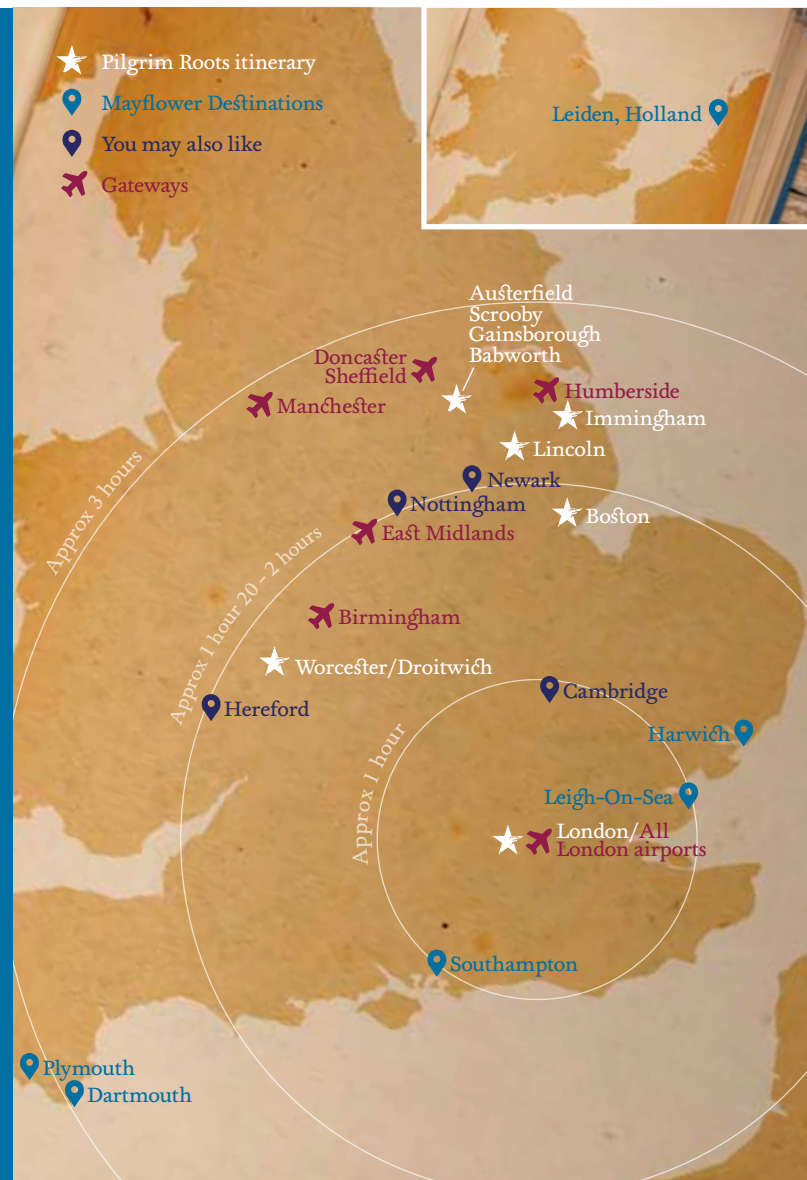 Pilgrim Roots itinerary
Mayflower Destinations
You may also like
Gateways
Leiden, Holland
Austerfield
Scrooby
Gainsborough
Babworth
Doncaster
Sheffield
Humberside
Manchester
Immingham
Lincoln
Approx 3 hours
Newark
Nottingham
Boston
East Midlands
Approx 1 hour 20 - 2 hours
Birmingham
Worcester/Droitwich
Cambridge
Hereford
Harwich
Approx 1 hour
Leigh-On-Sea
London/All
London airports
Southampton
Plymouth
Dartmouth